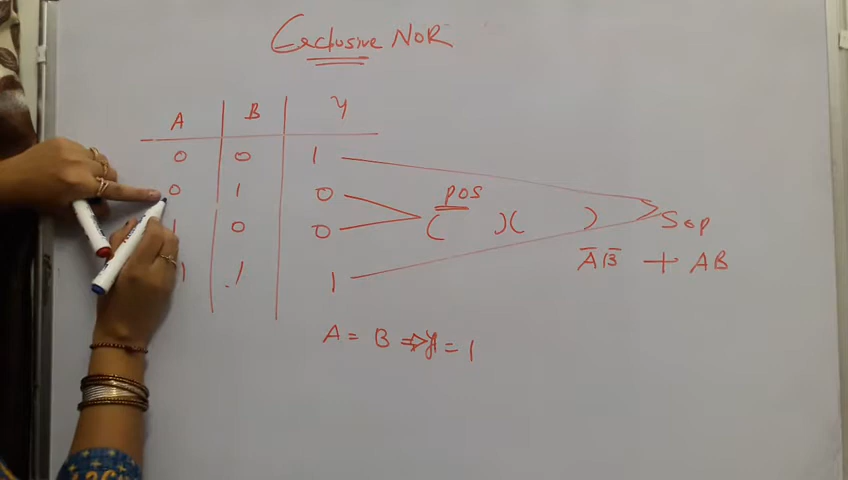 Exclusive NOR
A B Y
0 0 1
0 1 0
1 0 0
1 1 1
POS
( )( )
SOP
A̅ B̅ + AB
A = B ⇒ Y = 1